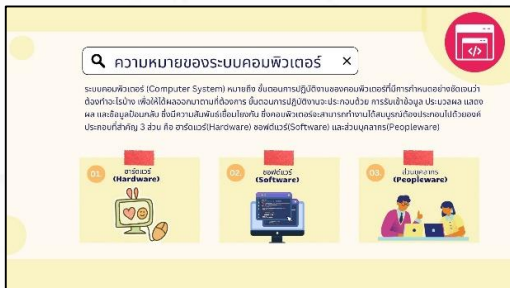 ความหมายของระบบคอมพิวเตอร์
ระบบคอมพิวเตอร์ (Computer System) หมายถึง ขั้นตอนการปฏิบัติงานของคอมพิวเตอร์ที่มีการกำหนดอย่างชัดเจนว่า
ต้องทำอะไรบ้าง เพื่อให้ได้ผลออกมาตามที่ต้องการ ขั้นตอนการปฏิบัติงานจะประกอบด้วย การรับเข้าข้อมูล ประมวลผล แสดง
ผล และข้อมูลป้อนกลับ ซึ่งมีความสัมพันธ์เชื่อมโยงกัน ซึ่งคอมพิวเตอร์จะสามารถทำงานได้สมบูรณ์ต้องประกอบไปด้วยองค์
ประกอบที่สำคัญ 3 ส่วน คือ ฮาร์ดแวร์(Hardware) ซอฟต์แวร์(Software) และส่วนบุคลากร(Peopleware)
01. ฮาร์ดแวร์
(Hardware)
02. ซอฟต์แวร์
(Software)
03. ส่วนบุคลากร
(Peopleware)